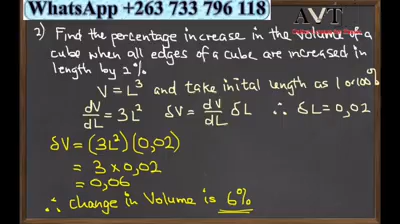 WhatsApp +263 733 796 118
AVT
2) Find the percentage increase in the volume of a
cube when all edges of a cube are increased in
length by 2%.
V = L³ and take inital length as 1 or 100%
dV/dL = 3L² δV = dV/dL δL ∴ δL = 0,02
δV = (3L²)(0,02)
= 3 × 0,02
= 0,06
∴ Change in Volume is 6%